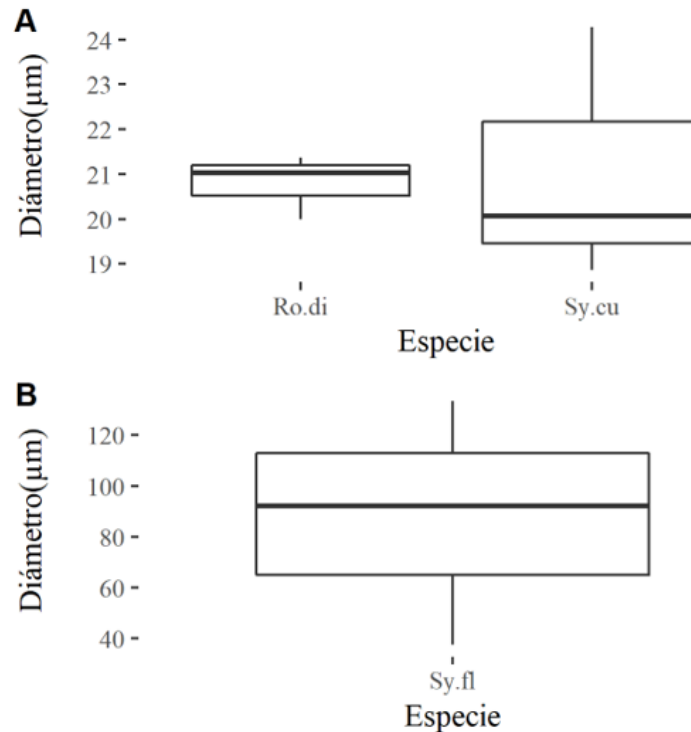 A
Diámetro(µm)
24
23
22
21
20
19
Ro.di
Sy.cu
Especie
B
Diámetro(µm)
120
100
80
60
40
Sy.fl
Especie